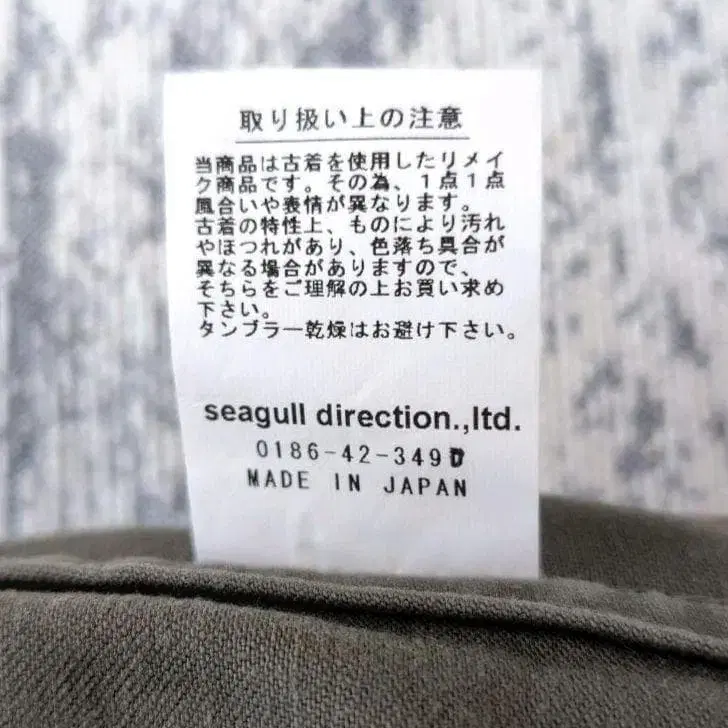 取り扱い上の注意
当商品は古着を使用したリメイ
ク商品です。その為、1点1点
風合いや表情が異なります。
古着の特性上、ものにより汚れ
やほつれがあり、色落ち具合が
異なる場合がありますので、
そちらをご理解の上お買い求め
下さい。
タンブラー乾燥はお避け下さい。
seagull direction.,ltd.
MADE IN JAPAN